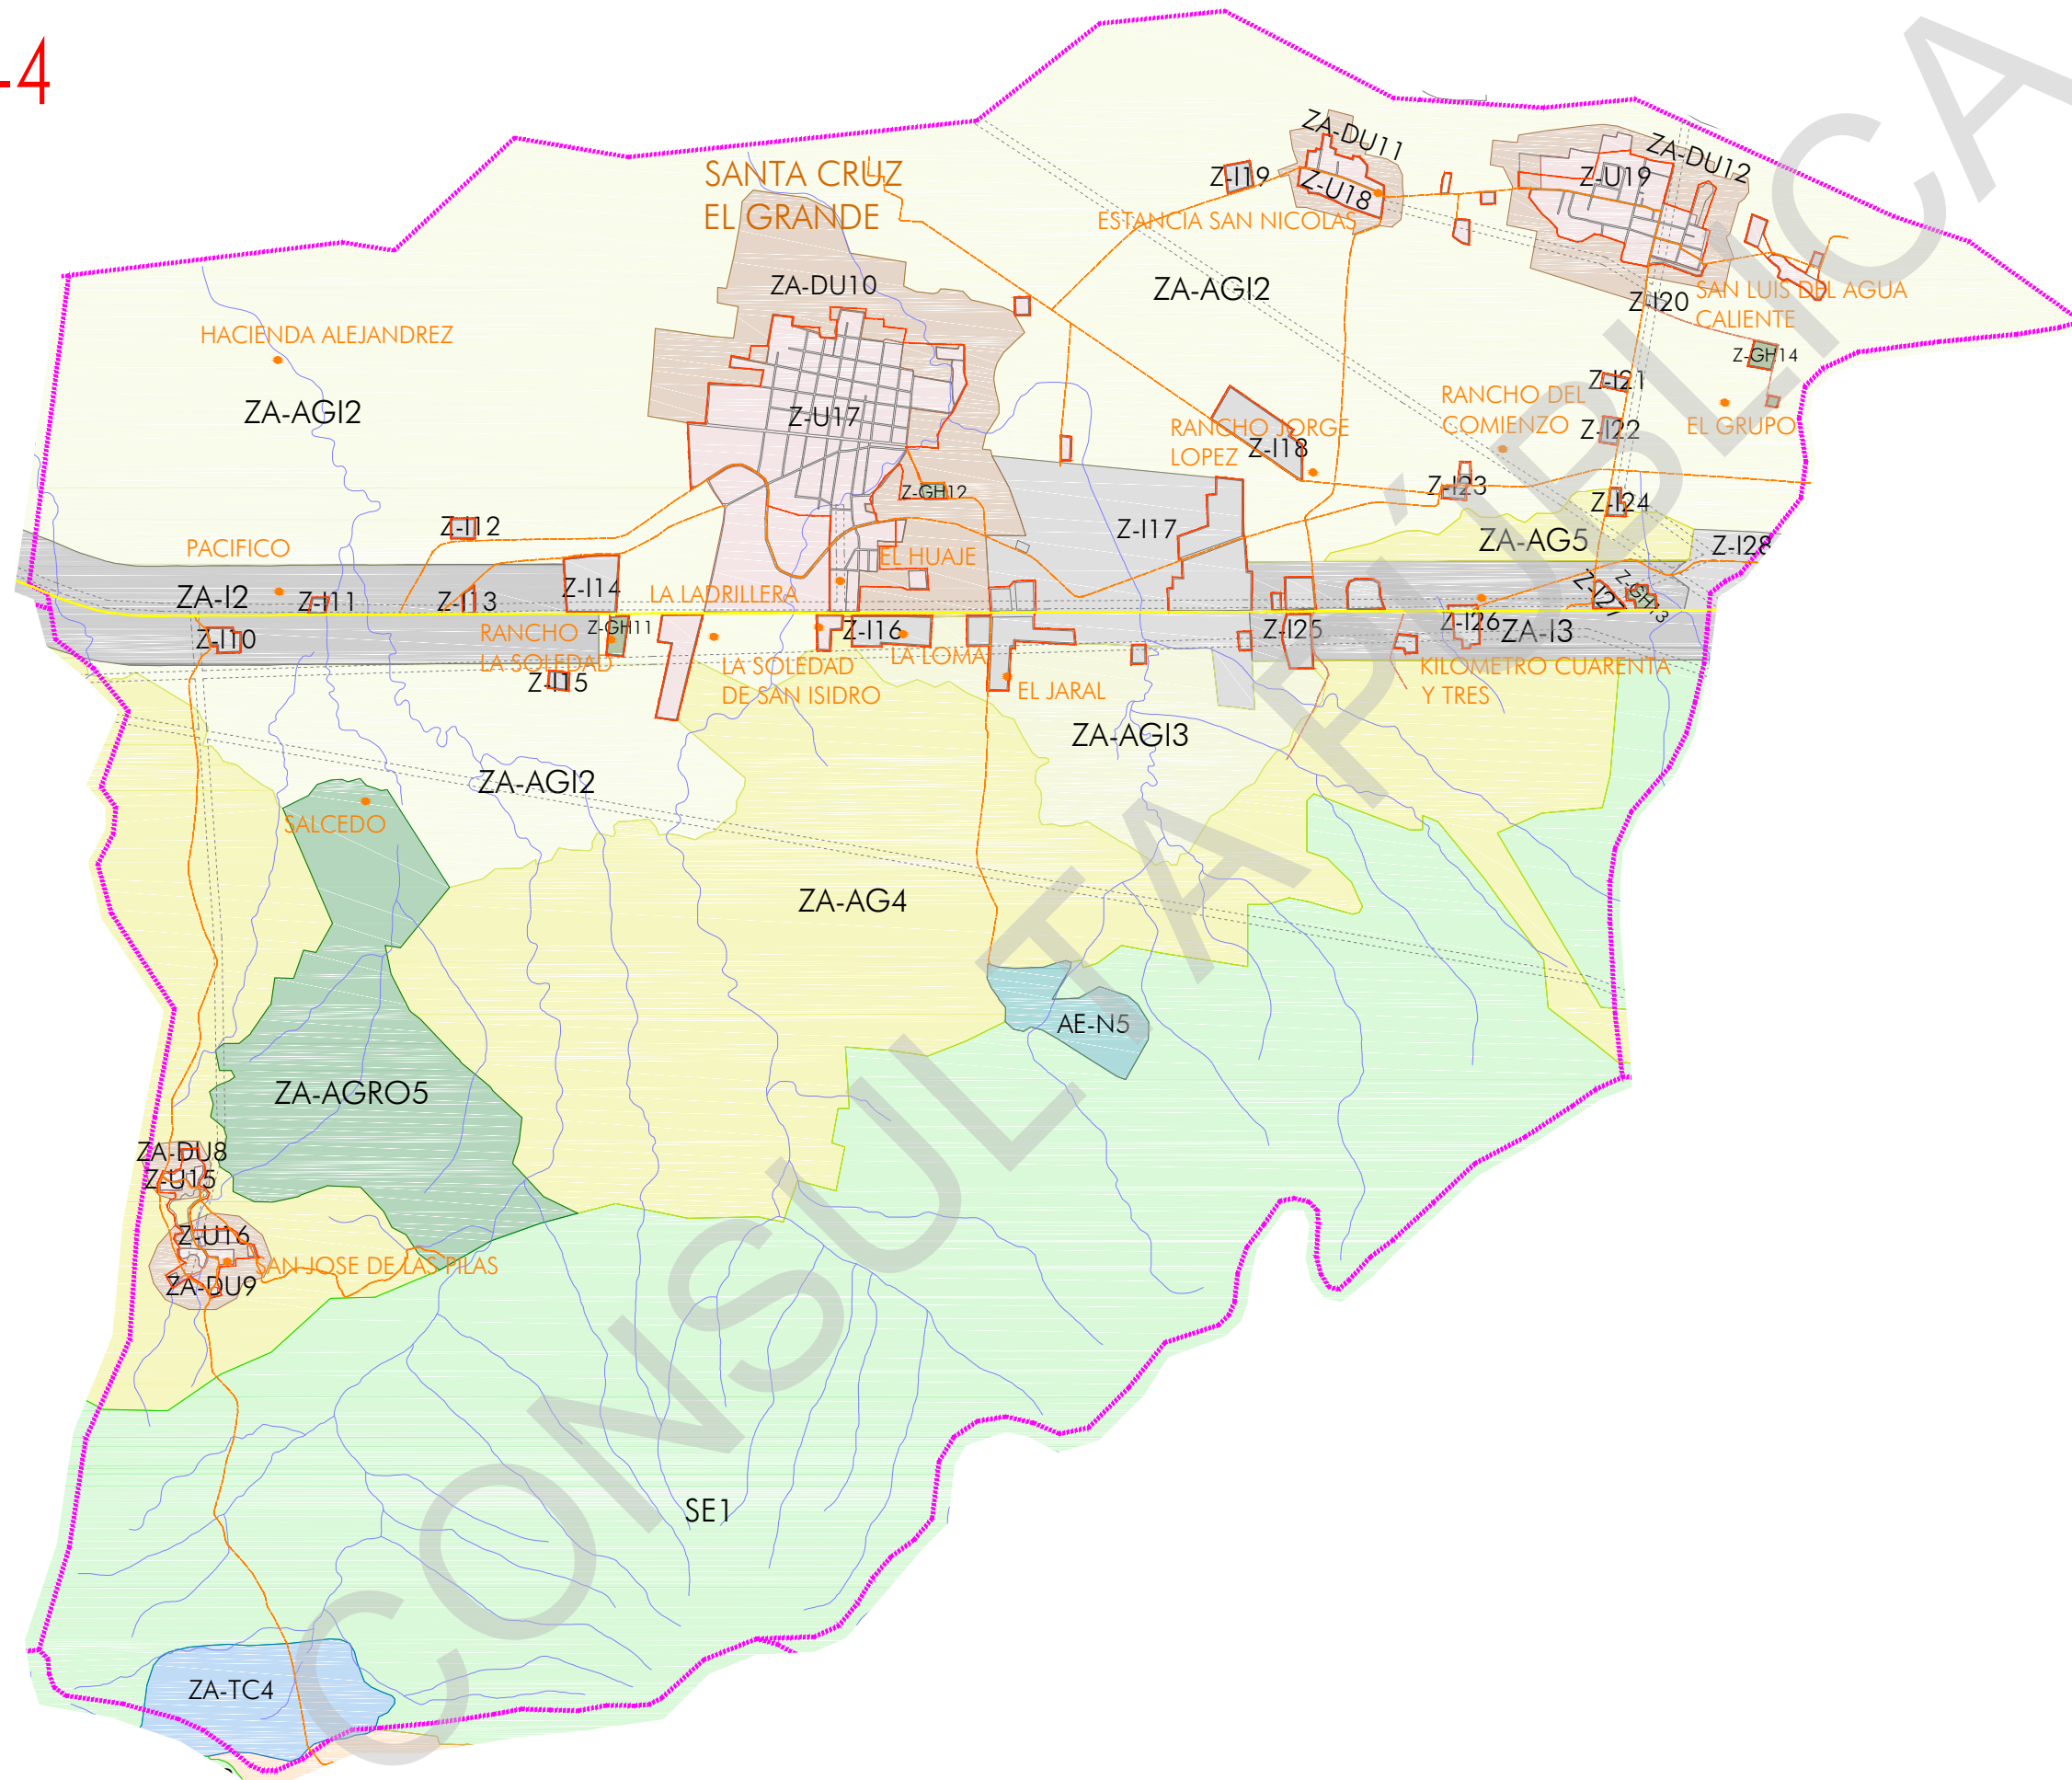 -4
SANTA CRUZ
EL GRANDE
ZA-DU11
ZA-DU12
Z-I19
Z-U18
Z-U19
ESTANCIA SAN NICOLAS
ZA-DU10
ZA-AGI2
SAN LUIS DEL AGUA
CALIENTE
Z-I20
HACIENDA ALEJANDREZ
Z-GH14
Z-I21
ZA-AGI2
Z-U17
RANCHO DEL
COMIENZO
Z-I22
EL GRUPO
RANCHO JORGE
LOPEZ
Z-I18
Z-GH12
Z-I23
Z-I24
Z-I12
Z-I17
ZA-AG5
Z-I28
PACIFICO
EL HUAJE
ZA-I2
Z-I11
Z-I13
Z-I14
LA LADRILLERA
Z-I27
Z-GH13
Z-I10
RANCHO
LA SOLEDAD
Z-GH11
Z-I16
Z-I25
Z-I26
ZA-I3
LA LOMA
LA SOLEDAD
DE SAN ISIDRO
Z-I15
EL JARAL
KILOMETRO CUARENTA
Y TRES
ZA-AGI3
ZA-AGI2
SALCEDO
ZA-AG4
AE-N5
ZA-AGRO5
ZA-DU8
Z-U15
Z-U16
SAN JOSE DE LAS PILAS
ZA-DU9
SE1
ZA-TC4
CONSULTA PÚBLICA